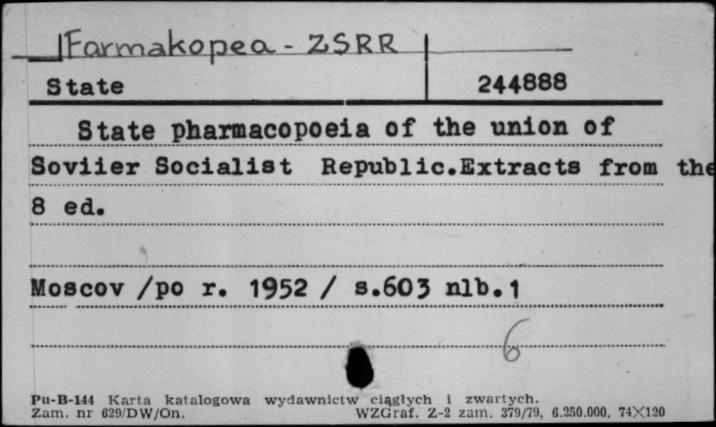 Farmakopea - ZSRR
State 244888
State pharmacopoeia of the union of
Soviier Socialist Republic.Extracts from the
8 ed.
Moscov /po r. 1952 / s.603 nlb.1
6
Pu-B-144 Karta katalogowa wydawnictw ciągłych i zwartych.
Zam. nr 629/DW/On. WZGraf. Z-2 zam. 379/79, 6.250.000, 74X120